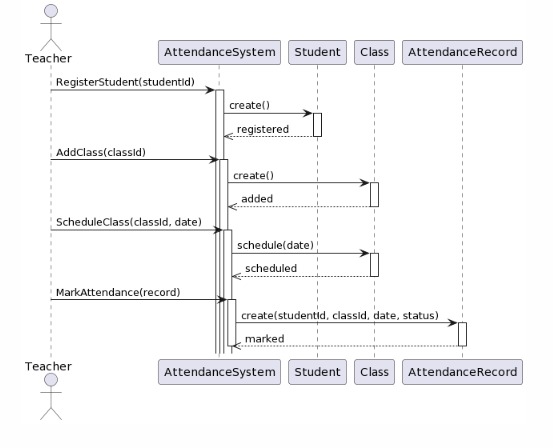 Teacher
AttendanceSystem
Student
Class
AttendanceRecord
RegisterStudent(studentId)
create()
registered
AddClass(classId)
create()
added
ScheduleClass(classId, date)
schedule(date)
scheduled
MarkAttendance(record)
create(studentId, classId, date, status)
marked
Teacher
AttendanceSystem
Student
Class
AttendanceRecord